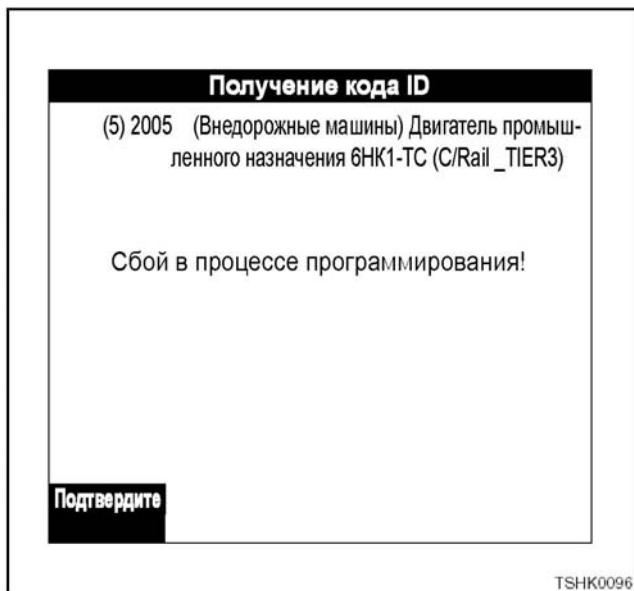 Получение кода ID
(5) 2005 (Внедорожные машины) Двигатель промыш-
ленного назначения 6НК1-ТС (C/Rail _TIER3)
Сбой в процессе программирования!
Подтвердите
TSHK0096